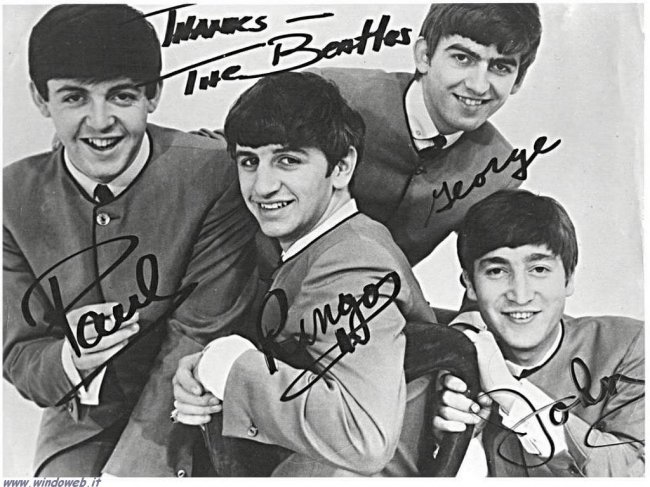 Thanks –
The Beatles
George
Paul
Ringo
John
www.windoweb.it